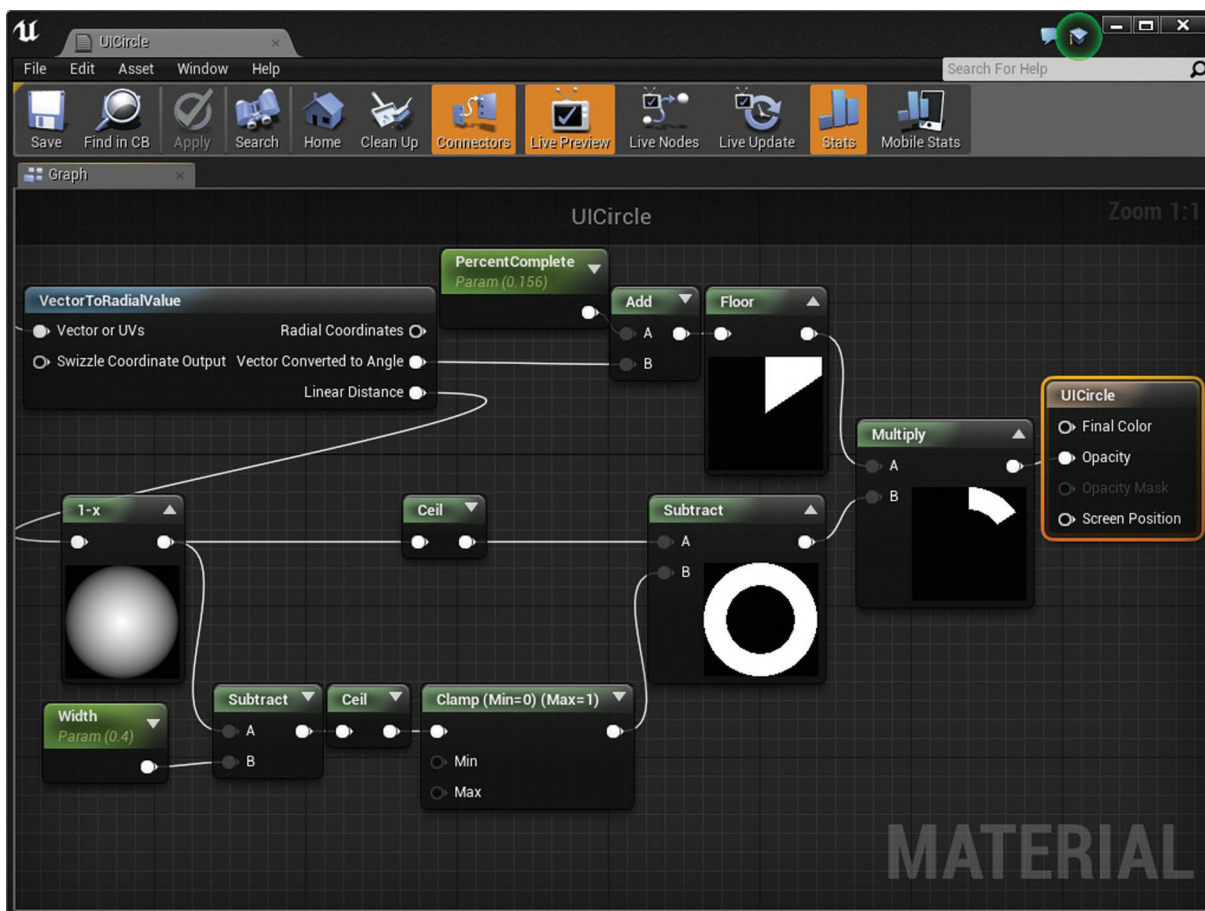 UICircle
File Edit Asset Window Help
Search For Help
Save Find in CB Apply Search Home Clean Up Connectors Live Preview Live Nodes Live Update Stats Mobile Stats
Graph
UICircle
Zoom 1:1
PercentComplete
Param (0.156)
VectorToRadialValue
Vector or UVs
Radial Coordinates
Swizzle Coordinate Output
Vector Converted to Angle
Linear Distance
Add
A
B
Floor
UICircle
Final Color
Opacity
Opacity Mask
Screen Position
Multiply
A
B
1-x
Ceil
Subtract
A
B
Width
Param (0.4)
Subtract
A
B
Ceil
Clamp (Min=0) (Max=1)
Min
Max
MATERIAL